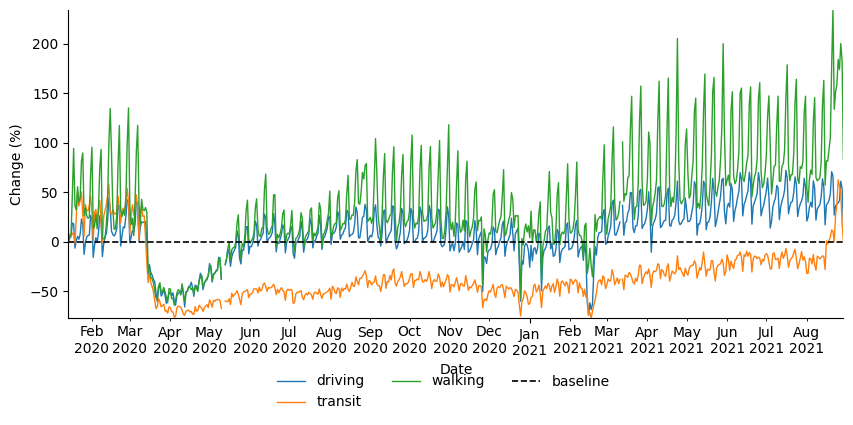 Change (%)
200
150
100
50
0
−50
Feb Mar Apr May Jun Jul Aug Sep Oct Nov Dec Jan Feb Mar Apr May Jun Jul Aug
2020 2020 2020 2020 2020 2020 2020 2020 2020 2020 2020 2021 2021 2021 2021 2021 2021 2021 2021
Date
driving walking baseline
transit